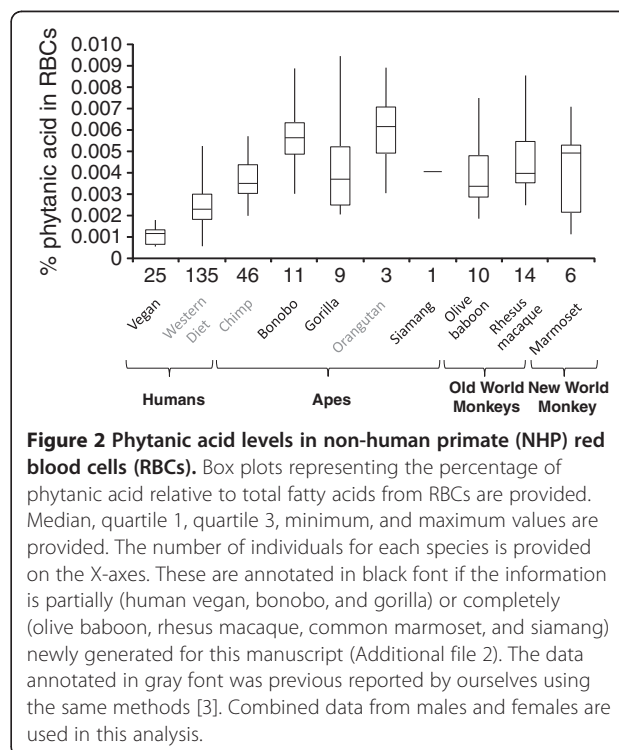 0.010
0.009
0.008
0.007
0.006
0.005
0.004
0.003
0.002
0.001
0
% phytanic acid in RBCs
25 135 46 11 9 3 1 10 14 6
Vegan
Western Diet
Chimp
Bonobo
Gorilla
Orangutan
Siamang
Olive baboon
Rhesus macaque
Marmoset
Humans
Apes
Old World Monkeys
New World Monkey
Figure 2 Phytanic acid levels in non-human primate (NHP) red
blood cells (RBCs). Box plots representing the percentage of
phytanic acid relative to total fatty acids from RBCs are provided.
Median, quartile 1, quartile 3, minimum, and maximum values are
provided. The number of individuals for each species is provided
on the X-axes. These are annotated in black font if the information
is partially (human vegan, bonobo, and gorilla) or completely
(olive baboon, rhesus macaque, common marmoset, and siamang)
newly generated for this manuscript (Additional file 2). The data
annotated in gray font was previous reported by ourselves using
the same methods [3]. Combined data from males and females are
used in this analysis.